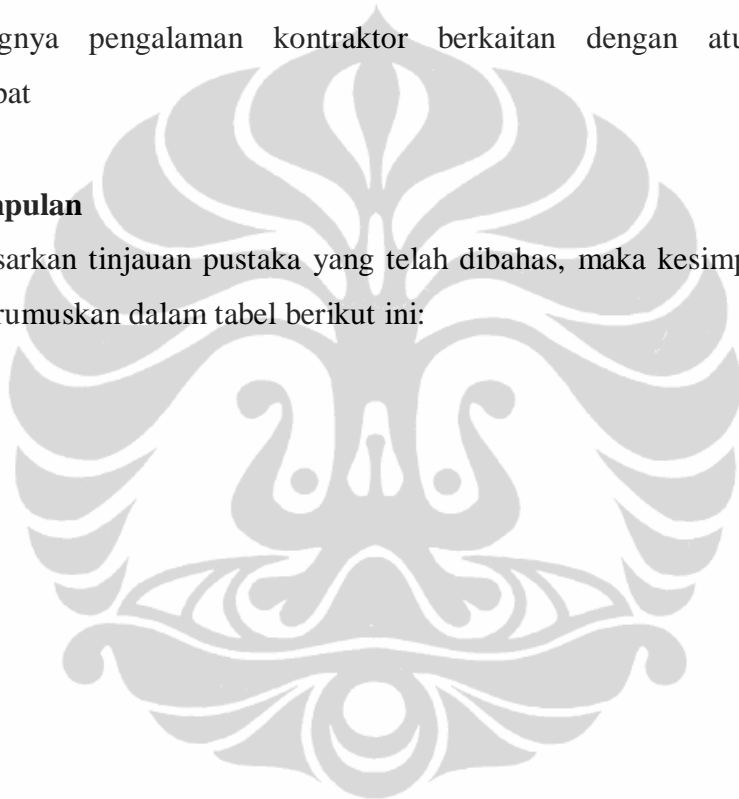 gnya pengalaman kontraktor berkaitan dengan atu
pat
npulan
sarkan tinjauan pustaka yang telah dibahas, maka kesimp
rumuskan dalam tabel berikut ini: